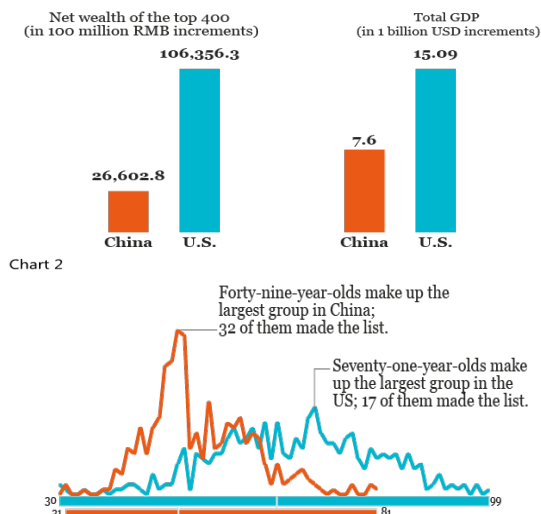 Net wealth of the top 400
(in 100 million RMB increments)
106,356.3
26,602.8
China
U.S.
Total GDP
(in 1 billion USD increments)
15.09
7.6
China
U.S.
Chart 2
Forty-nine-year-olds make up the
largest group in China;
32 of them made the list.
Seventy-one-year-olds make
up the largest group in the
US; 17 of them made the list.
30
99
31
81